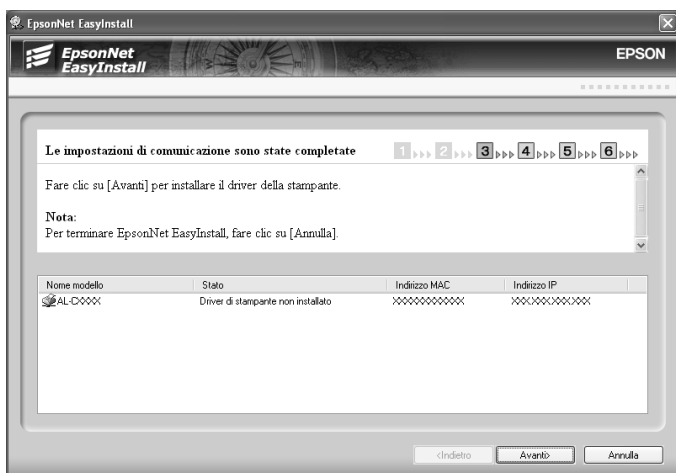 EpsonNet EasyInstall
EpsonNet
EasyInstall
EPSON
Le impostazioni di comunicazione sono state completate
1 2 3 4 5 6
Fare clic su [Avanti] per installare il driver della stampante.
Nota:
Per terminare EpsonNet EasyInstall, fare clic su [Annulla].
Nome modello Stato Indirizzo MAC Indirizzo IP
AL-CXXXX Driver di stampante non installato XXXXXXXXXXX XXX.XXX.XXX.XXX
<Indietro Avanti> Annulla